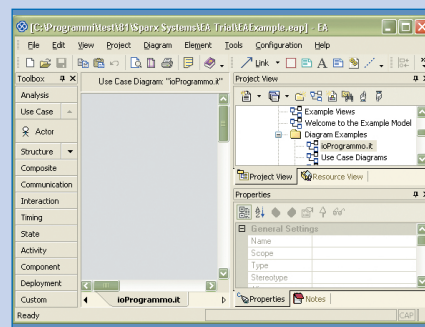 [C:\Programmi\test\81\Sparx Systems\EA Trial\EAExample.eap] - EA
File Edit View Project Diagram Element Tools Configuration Help
Link
Toolbox
Analysis
Use Case
Actor
Structure
Composite
Communication
Interaction
Timing
State
Activity
Component
Deployment
Custom
Use Case Diagram: "ioProgrammo.it"
ioProgrammo.it
Project View
Example Views
Welcome to the Example Model
Diagram Examples
ioProgrammo.it
Use Case Diagrams
Project View Resource View
Properties
General Settings
Name
Scope
Type
Stereotype
Properties Notes
Ready
CAP